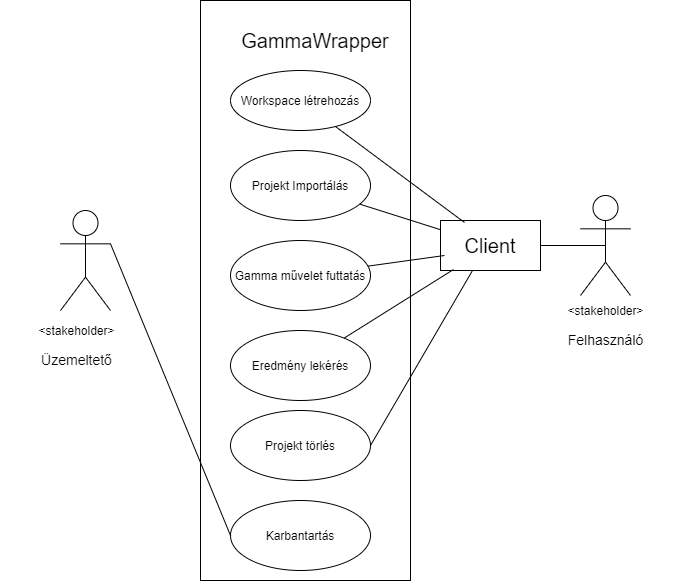 GammaWrapper
Workspace létrehozás
Projekt Importálás
Gamma művelet futtatás
Eredmény lekérés
Projekt törlés
Karbantartás
<stakeholder>
Üzemeltető
Client
<stakeholder>
Felhasználó